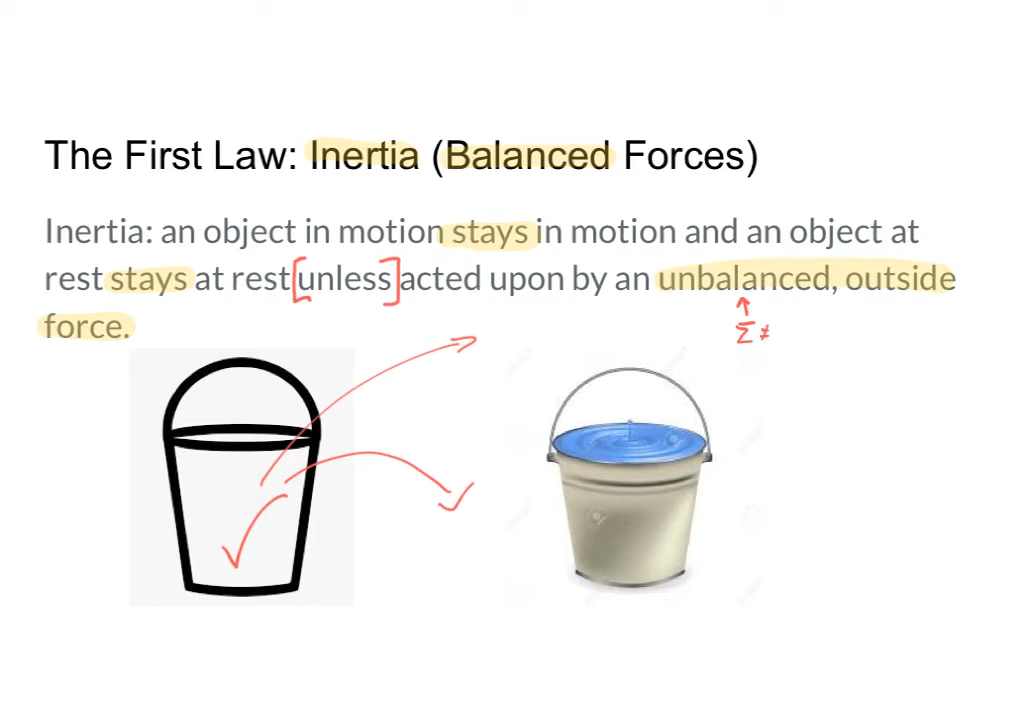 The First Law: Inertia (Balanced Forces)
Inertia: an object in motion stays in motion and an object at
rest stays at rest [unless] acted upon by an unbalanced, outside
force.
Σ ≠